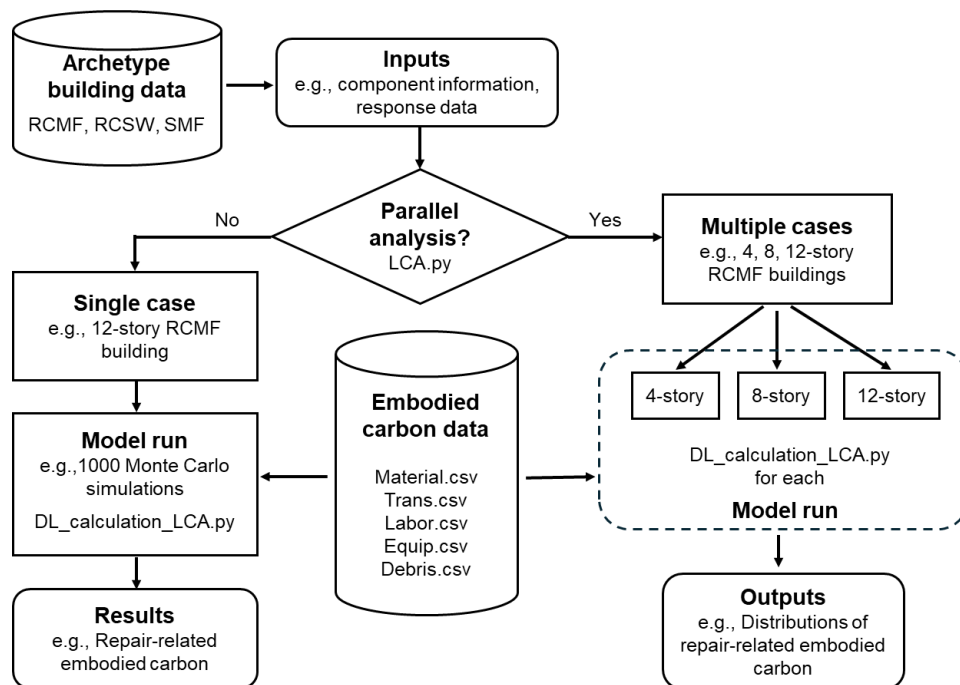 Archetype
building data
RCMF, RCSW, SMF
Inputs
e.g., component information,
response data
Parallel
analysis?
LCA.py
No
Yes
Single case
e.g., 12-story RCMF
building
Multiple cases
e.g., 4, 8, 12-story
RCMF buildings
4-story
8-story
12-story
DL_calculation_LCA.py
for each
Model run
Embodied
carbon data
Material.csv
Trans.csv
Labor.csv
Equip.csv
Debris.csv
Model run
e.g.,1000 Monte Carlo
simulations
DL_calculation_LCA.py
Results
e.g., Repair-related
embodied carbon
Outputs
e.g., Distributions of
repair-related embodied
carbon